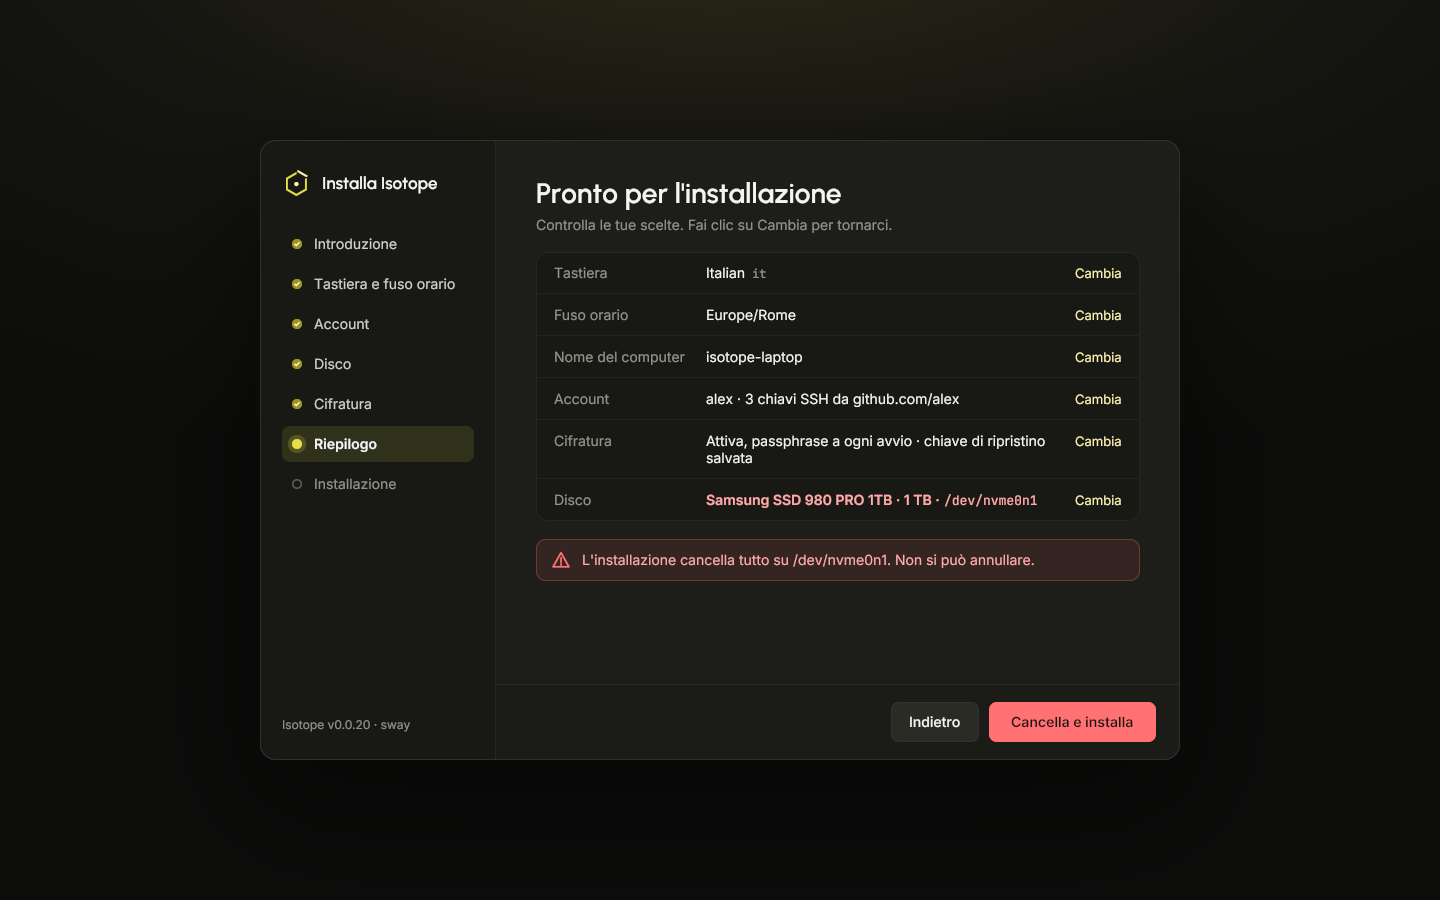 Installa Isotope
Introduzione
Tastiera e fuso orario
Account
Disco
Cifratura
Riepilogo
Installazione
Isotope v0.0.20 · sway
Pronto per l'installazione
Controlla le tue scelte. Fai clic su Cambia per tornarci.
Tastiera Italian it Cambia
Fuso orario Europe/Rome Cambia
Nome del computer isotope-laptop Cambia
Account alex · 3 chiavi SSH da github.com/alex Cambia
Cifratura Attiva, passphrase a ogni avvio · chiave di ripristino Cambia
salvata
Disco Samsung SSD 980 PRO 1TB · 1 TB · /dev/nvme0n1 Cambia
L'installazione cancella tutto su /dev/nvme0n1. Non si può annullare.
Indietro Cancella e installa